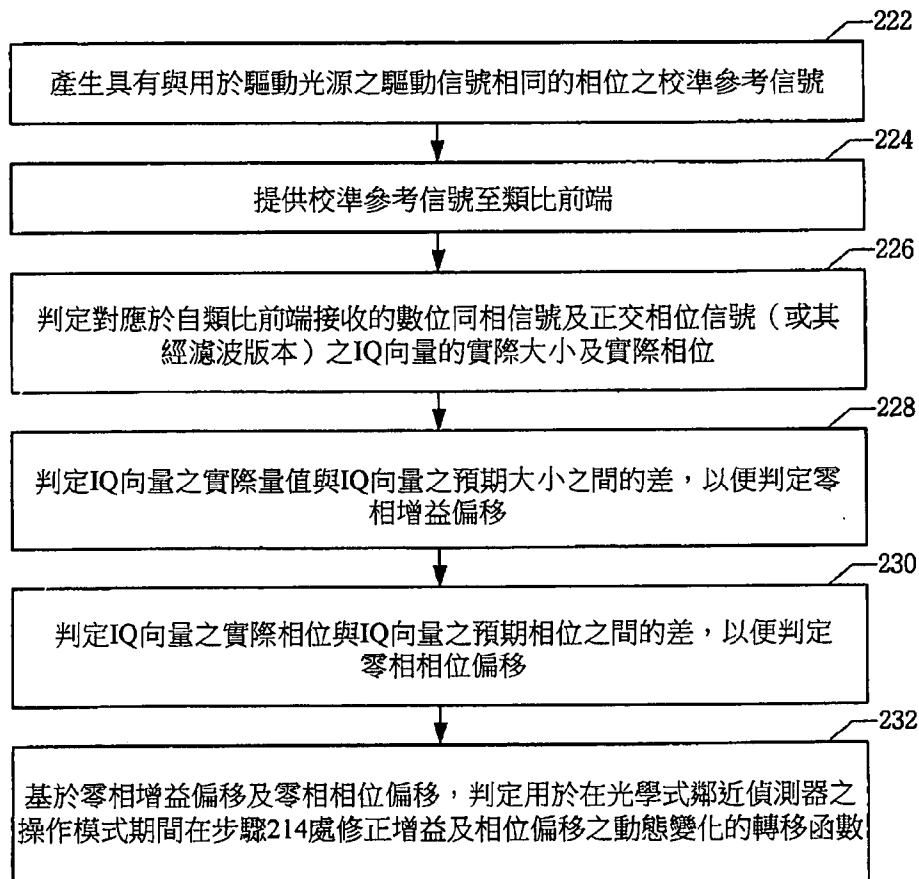 222
產生具有與用於驅動光源之驅動信號相同的相位之校準參考信號
224
提供校準參考信號至類比前端
226
判定對應於自類比前端接收的數位同相信號及正交相位信號（或其
經濾波版本）之IQ向量的實際大小及實際相位
228
判定IQ向量之實際量值與IQ向量之預期大小之間的差，以便判定零
相增益偏移
230
判定IQ向量之實際相位與IQ向量之預期相位之間的差，以便判定
零相相位偏移
232
基於零相增益偏移及零相相位偏移，判定用於在光學式鄰近偵測器之
操作模式期間在步驟214處修正增益及相位偏移之動態變化的轉移函數